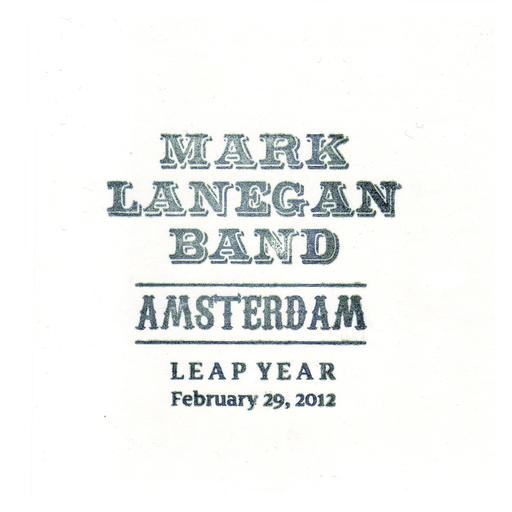 MARK
LANEGAN
BAND
AMSTERDAM
LEAP YEAR
February 29, 2012